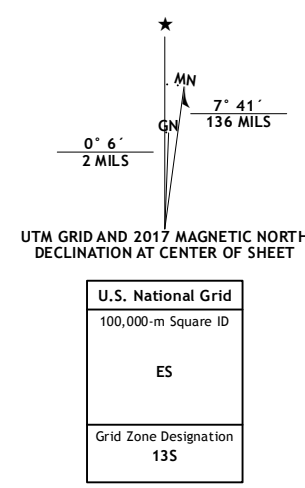 ★
MN
GN
7° 41´
136 MILS
0° 6´
2 MILS
UTM GRID AND 2017 MAGNETIC NORTH
DECLINATION AT CENTER OF SHEET
U.S. National Grid
100,000-m Square ID
ES
Grid Zone Designation
13S